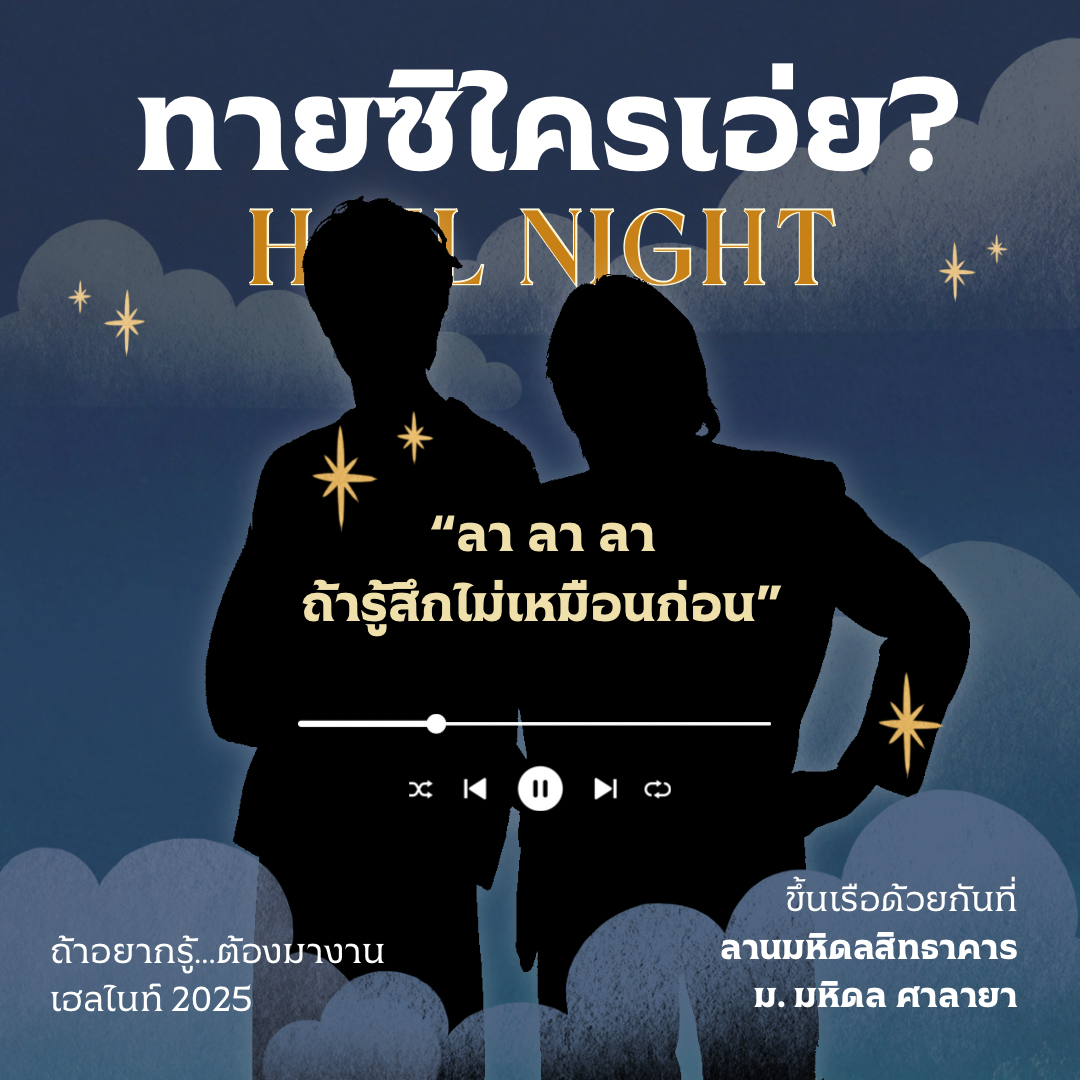 ทายซิใครเอ่ย?
H L NIGHT
“ลา ลา ลา
ถ้ารู้สึกไม่เหมือนก่อน”
ขึ้นเรือด้วยกันที่
ลานมหิดลสิทธาคาร
ม. มหิดล ศาลายา
ถ้าอยากรู้...ต้องมางาน
เฮลไนท์ 2025